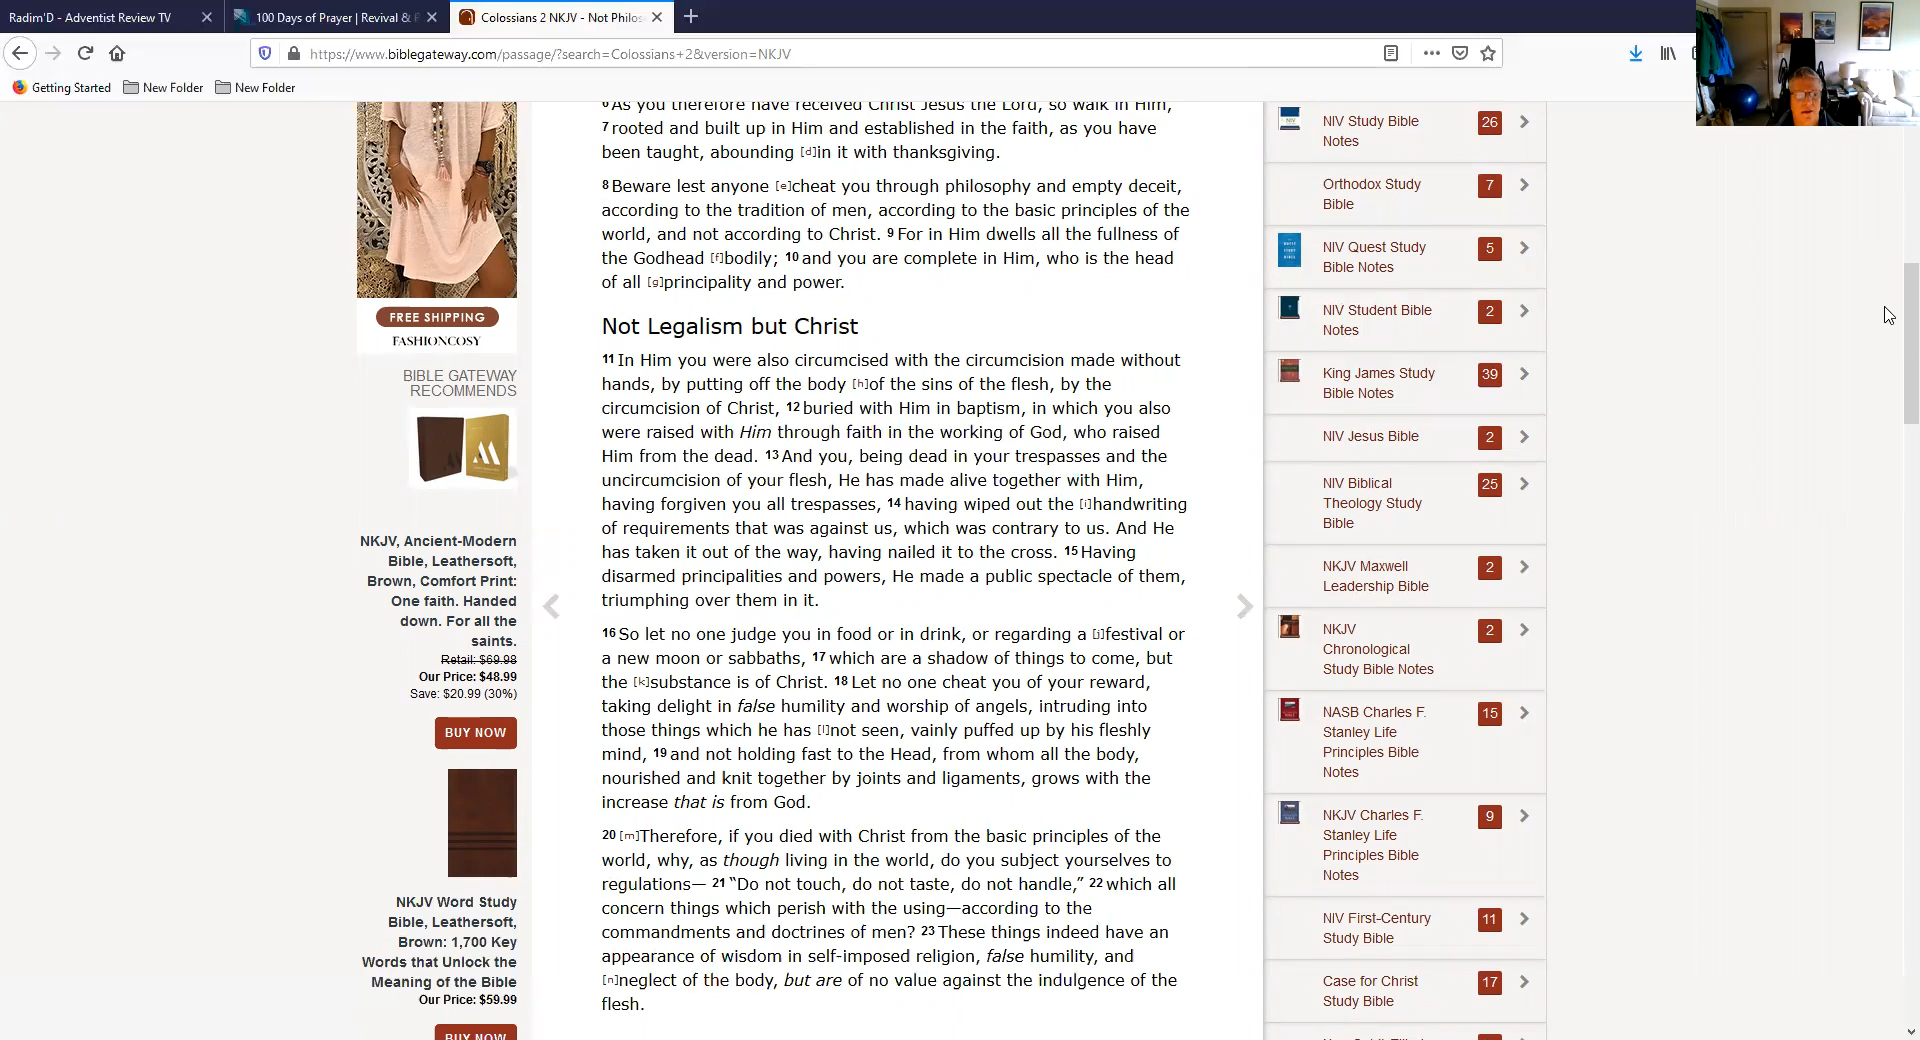 Radim'D - Adventist Review TV
100 Days of Prayer | Revival &
Colossians 2 NKJV - Not Philos
https://www.biblegateway.com/passage/?search=Colossians+2&version=NKJV
Getting Started
New Folder
New Folder
FREE SHIPPING
FASHIONCOSY
BIBLE GATEWAY
RECOMMENDS
NKJV, Ancient-Modern
Bible, Leathersoft,
Brown, Comfort Print:
One faith. Handed
down. For all the
saints.
Retail: $69.98
Our Price: $48.99
Save: $20.99 (30%)
BUY NOW
NKJV Word Study
Bible, Leathersoft,
Brown: 1,700 Key
Words that Unlock the
Meaning of the Bible
Our Price: $59.99
BUY NOW
6 As you therefore have received Christ Jesus the Lord, so walk in Him,
7 rooted and built up in Him and established in the faith, as you have
been taught, abounding [d]in it with thanksgiving.
8 Beware lest anyone [e]cheat you through philosophy and empty deceit,
according to the tradition of men, according to the basic principles of the
world, and not according to Christ. 9 For in Him dwells all the fullness of
the Godhead [f]bodily; 10 and you are complete in Him, who is the head
of all [g]principality and power.
Not Legalism but Christ
11 In Him you were also circumcised with the circumcision made without
hands, by putting off the body [h]of the sins of the flesh, by the
circumcision of Christ, 12 buried with Him in baptism, in which you also
were raised with Him through faith in the working of God, who raised
Him from the dead. 13 And you, being dead in your trespasses and the
uncircumcision of your flesh, He has made alive together with Him,
having forgiven you all trespasses, 14 having wiped out the [i]handwriting
of requirements that was against us, which was contrary to us. And He
has taken it out of the way, having nailed it to the cross. 15 Having
disarmed principalities and powers, He made a public spectacle of them,
triumphing over them in it.
16 So let no one judge you in food or in drink, or regarding a [j]festival or
a new moon or sabbaths, 17 which are a shadow of things to come, but
the [k]substance is of Christ. 18 Let no one cheat you of your reward,
taking delight in false humility and worship of angels, intruding into
those things which he has [l]not seen, vainly puffed up by his fleshly
mind, 19 and not holding fast to the Head, from whom all the body,
nourished and knit together by joints and ligaments, grows with the
increase that is from God.
20 [m]Therefore, if you died with Christ from the basic principles of the
world, why, as though living in the world, do you subject yourselves to
regulations— 21 “Do not touch, do not taste, do not handle,” 22 which all
concern things which perish with the using—according to the
commandments and doctrines of men? 23 These things indeed have an
appearance of wisdom in self-imposed religion, false humility, and
[n]neglect of the body, but are of no value against the indulgence of the
flesh.
NIV Study Bible 26
Notes
Orthodox Study 7
Bible
NIV Quest Study 5
Bible Notes
NIV Student Bible 2
Notes
King James Study 39
Bible Notes
NIV Jesus Bible 2
NIV Biblical 25
Theology Study
Bible
NKJV Maxwell 2
Leadership Bible
NKJV 2
Chronological
Study Bible Notes
NASB Charles F. 15
Stanley Life
Principles Bible
Notes
NKJV Charles F. 9
Stanley Life
Principles Bible
Notes
NIV First-Century 11
Study Bible
Case for Christ 17
Study Bible